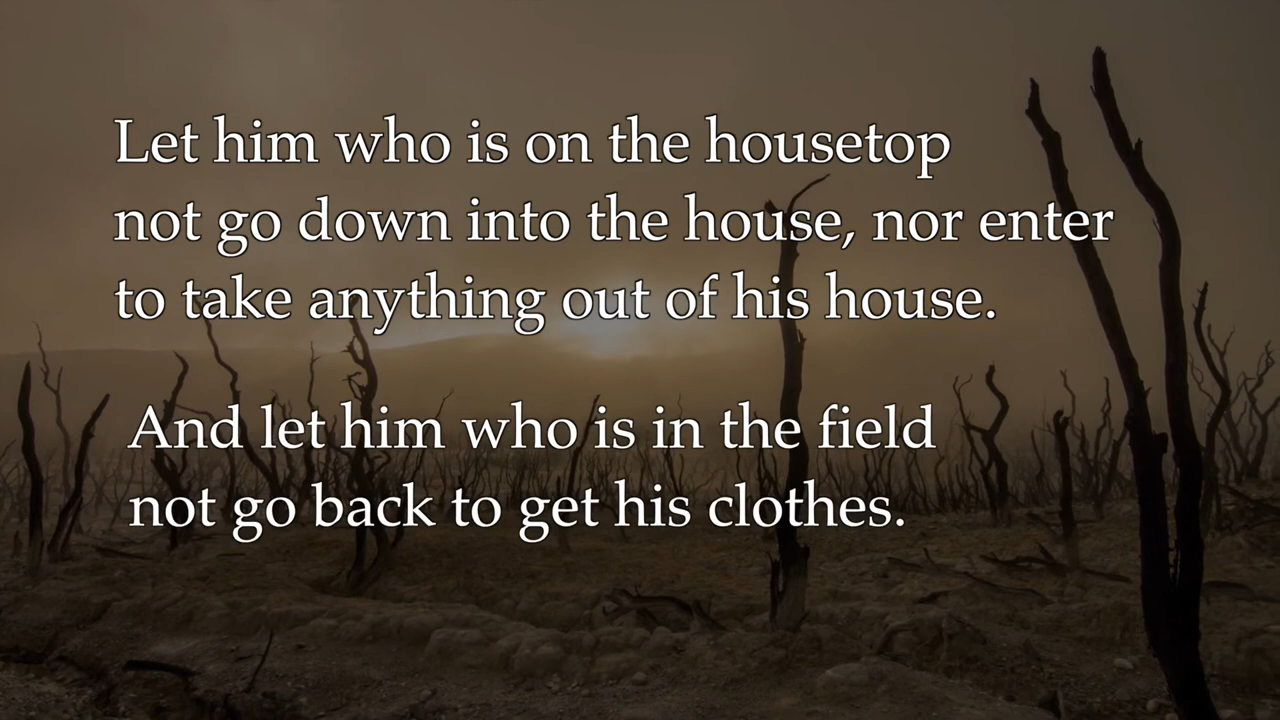 Let him who is on the housetop
not go down into the house, nor enter
to take anything out of his house.
And let him who is in the field
not go back to get his clothes.